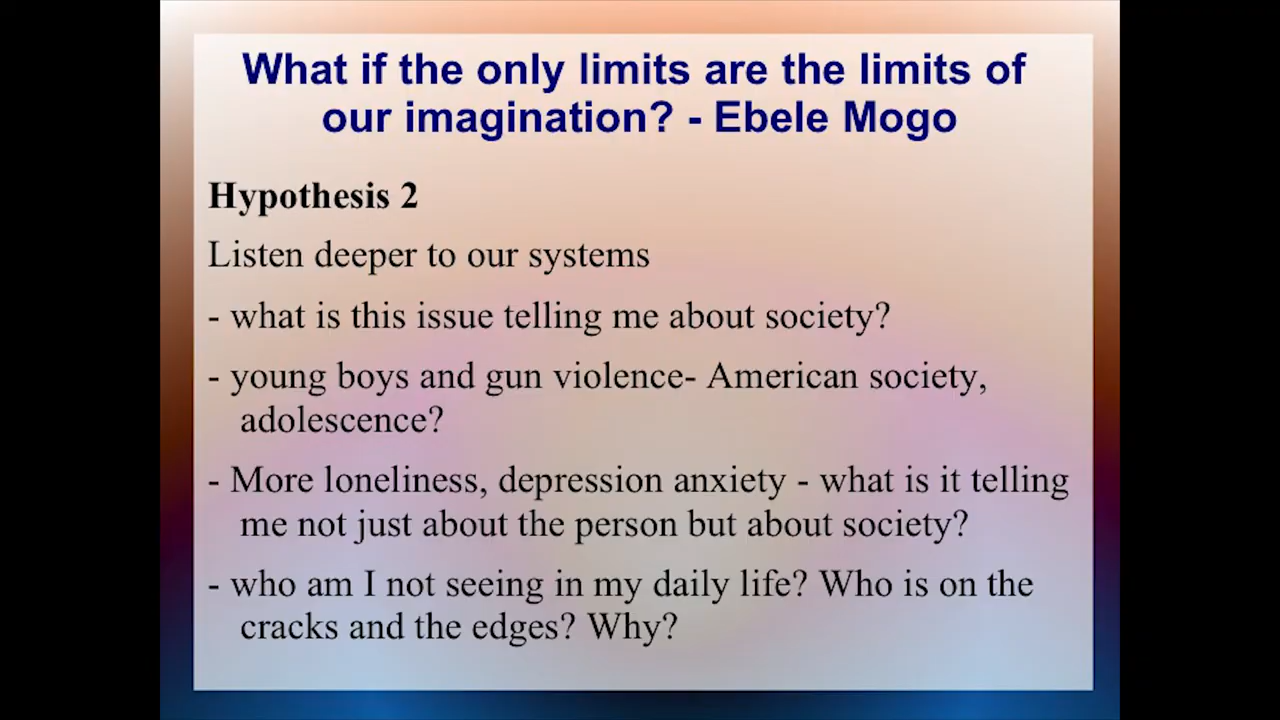 What if the only limits are the limits of
our imagination? - Ebele Mogo
Hypothesis 2
Listen deeper to our systems
- what is this issue telling me about society?
- young boys and gun violence- American society,
adolescence?
- More loneliness, depression anxiety - what is it telling
me not just about the person but about society?
- who am I not seeing in my daily life? Who is on the
cracks and the edges? Why?